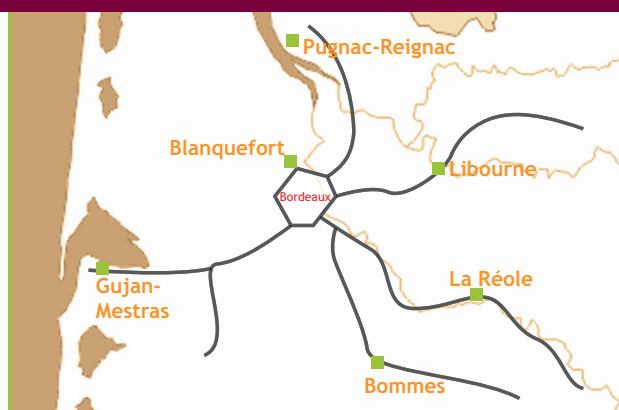 Pugnac-Reignac
Blanquefort
Libourne
Bordeaux
La Réole
Gujan-
Mestras
Bommes